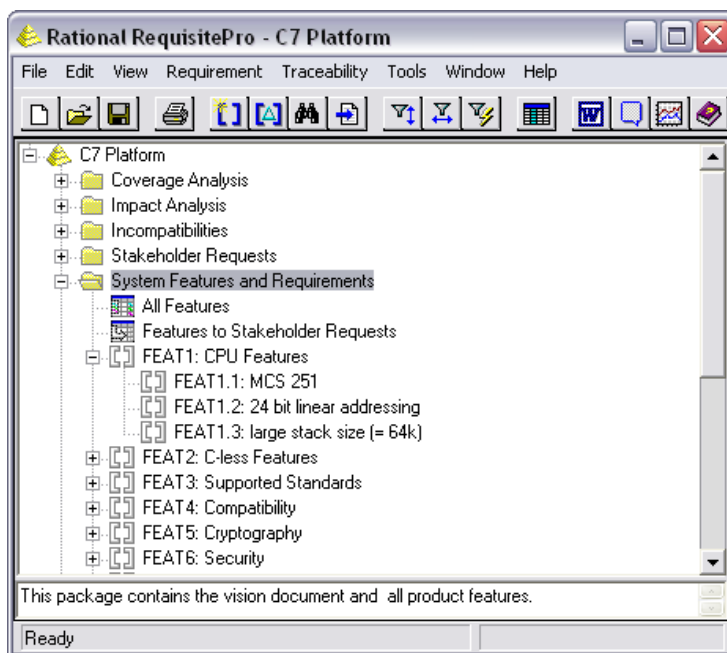 Rational RequisitePro - C7 Platform
File Edit View Requirement Traceability Tools Window Help
C7 Platform
Coverage Analysis
Impact Analysis
Incompatibilities
Stakeholder Requests
System Features and Requirements
All Features
Features to Stakeholder Requests
FEAT1: CPU Features
FEAT1.1: MCS 251
FEAT1.2: 24 bit linear addressing
FEAT1.3: large stack size (= 64k)
FEAT2: C-less Features
FEAT3: Supported Standards
FEAT4: Compatibility
FEAT5: Cryptography
FEAT6: Security
This package contains the vision document and  all product features.
Ready